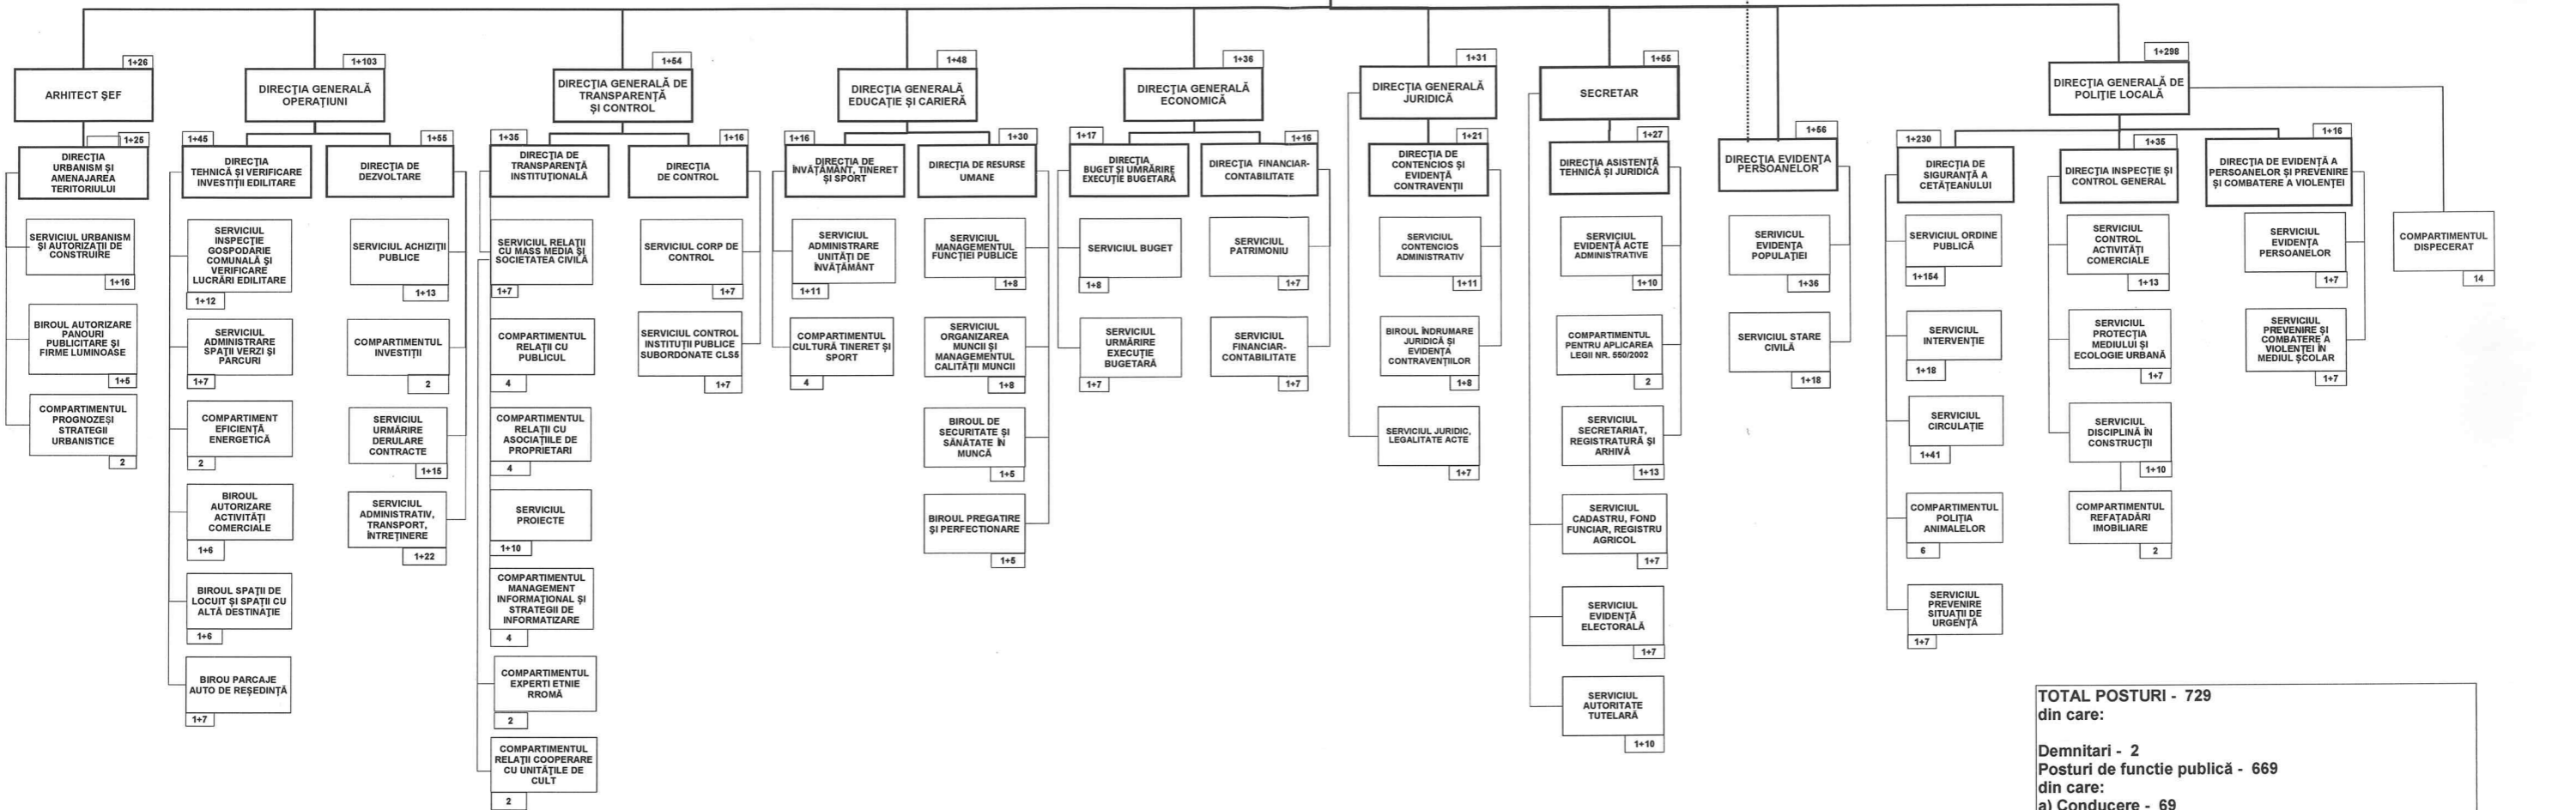 1+26
ARHITECT ŞEF
1+25
DIRECŢIA
URBANISM ŞI
AMENAJAREA
TERITORIULUI
SERVICIUL URBANISM
ŞI AUTORIZAŢII DE
CONSTRUIRE
1+16
BIROUL AUTORIZARE
PANOURI
PUBLICITARE ŞI
FIRME LUMINOASE
1+5
COMPARTIMENTUL
PROGNOZEŞI
STRATEGII
URBANISTICE
2
1+103
DIRECŢIA GENERALĂ
OPERAŢIUNI
1+45
DIRECŢIA
TEHNICĂ ŞI VERIFICARE
INVESTIŢII EDILITARE
SERVICIUL
INSPECŢIE
GOSPODARIE
COMUNALĂ ŞI
VERIFICARE
LUCRĂRI EDILITARE
1+12
SERVICIUL
ADMINISTRARE
SPAŢII VERZI ŞI
PARCURI
1+7
COMPARTIMENT
EFICIENŢĂ
ENERGETICĂ
2
BIROUL
AUTORIZARE
ACTIVITĂŢI
COMERCIALE
1+6
BIROUL SPAŢII DE
LOCUIT ŞI SPAŢII CU
ALTĂ DESTINAŢIE
1+6
BIROU PARCAJE
AUTO DE REŞEDINŢĂ
1+7
1+55
DIRECŢIA DE
DEZVOLTARE
SERVICIUL ACHIZIŢII
PUBLICE
1+13
COMPARTIMENTUL
INVESTIŢII
2
SERVICIUL
URMĂRIRE
DERULARE
CONTRACTE
1+15
SERVICIUL
ADMINISTRATIV,
TRANSPORT,
ÎNTREŢINERE
1+22
1+54
DIRECŢIA GENERALĂ DE
TRANSPARENŢĂ
ŞI CONTROL
1+35
DIRECŢIA DE
TRANSPARENŢĂ
INSTITUŢIONALĂ
SERVICIUL RELAŢII
CU MASS MEDIA ŞI
SOCIETATEA CIVILĂ
1+7
COMPARTIMENTUL
RELAŢII CU
PUBLICUL
4
COMPARTIMENTUL
RELAŢII CU
ASOCIAŢIILE DE
PROPRIETARI
4
SERVICIUL
PROIECTE
1+10
COMPARTIMENTUL
MANAGEMENT
INFORMAŢIONAL ŞI
STRATEGII DE
INFORMATIZARE
4
COMPARTIMENTUL
EXPERTI ETNIE
RROMĂ
2
COMPARTIMENTUL
RELAŢII COOPERARE
CU UNITĂŢILE DE
CULT
2
1+16
DIRECŢIA
DE CONTROL
SERVICIUL CORP DE
CONTROL
1+7
SERVICIUL CONTROL
INSTITUŢII PUBLICE
SUBORDONATE CLS5
1+7
1+48
DIRECŢIA GENERALĂ
EDUCAŢIE ŞI CARIERĂ
1+16
DIRECŢIA DE
ÎNVĂŢĂMÂNT, TINERET
ŞI SPORT
SERVICIUL
ADMINISTRARE
UNITĂŢI DE
ÎNVĂŢĂMÂNT
1+11
COMPARTIMENTUL
CULTURĂ TINERET ŞI
SPORT
4
1+30
DIRECŢIA DE RESURSE
UMANE
SERVICIUL
MANAGEMENTUL
FUNCŢIEI PUBLICE
1+8
SERVICIUL
ORGANIZAREA
MUNCII ŞI
MANAGEMENTUL
CALITĂŢII MUNCII
1+8
BIROUL DE
SECURITATE ŞI
SĂNĂTATE ÎN
MUNCĂ
1+5
BIROUL PREGATIRE
ŞI PERFECTIONARE
1+5
1+36
DIRECŢIA GENERALĂ
ECONOMICĂ
1+17
DIRECŢIA
BUGET ŞI UMRĂRIRE
EXECUŢIE BUGETARĂ
SERVICIUL BUGET
1+8
SERVICIUL
URMĂRIRE
EXECUŢIE
BUGETARĂ
1+7
1+16
DIRECŢIA FINANCIAR-
CONTABILITATE
SERVICIUL
PATRIMONIU
1+7
SERVICIUL
FINANCIAR-
CONTABILITATE
1+7
1+31
DIRECŢIA GENERALĂ
JURIDICĂ
1+21
DIRECŢIA DE
CONTENCIOS ŞI
EVIDENŢĂ
CONTRAVENŢII
SERVICIUL
CONTENCIOS
ADMINISTRATIV
1+11
BIROUL ÎNDRUMARE
JURIDICĂ ŞI
EVIDENŢA
CONTRAVENŢIILOR
1+8
SERVICIUL JURIDIC,
LEGALITATE ACTE
1+7
1+55
SECRETAR
1+27
DIRECŢIA ASISTENŢĂ
TEHNICĂ ŞI JURIDICĂ
SERVICIUL
EVIDENŢĂ ACTE
ADMINISTRATIVE
1+10
COMPARTIMENTUL
PENTRU APLICAREA
LEGII NR. 550/2002
2
SERVICIUL
SECRETARIAT,
REGISTRATURĂ ŞI
ARHIVĂ
1+13
SERVICIUL
CADASTRU, FOND
FUNCIAR, REGISTRU
AGRICOL
1+7
SERVICIUL
EVIDENŢĂ
ELECTORALĂ
1+7
SERVICIUL
AUTORITATE
TUTELARĂ
1+10
1+56
DIRECŢIA EVIDENŢA
PERSOANELOR
SERVICUL
EVIDENŢA
POPULAŢIEI
1+36
SERVICIUL STARE
CIVILĂ
1+18
1+298
DIRECŢIA GENERALĂ DE
POLIŢIE LOCALĂ
1+230
DIRECŢIA DE
SIGURANŢĂ A
CETĂŢEANULUI
SERVICIUL ORDINE
PUBLICĂ
1+154
SERVICIUL
INTERVENŢIE
1+18
SERVICIUL
CIRCULAŢIE
1+41
COMPARTIMENTUL
POLIŢIA
ANIMALELOR
6
SERVICIUL
PREVENIRE
SITUAŢII DE
URGENŢĂ
1+7
1+35
DIRECŢIA INSPECŢIE ŞI
CONTROL GENERAL
SERVICIUL
CONTROL
ACTIVITĂŢI
COMERCIALE
1+13
SERVICIUL
PROTECŢIA
MEDIULUI ŞI
ECOLOGIE URBANĂ
1+7
SERVICIUL
DISCIPLINĂ ÎN
CONSTRUCŢII
1+10
COMPARTIMENTUL
REFAŢADĂRI
IMOBILIARE
2
1+16
DIRECŢIA DE EVIDENŢĂ A
PERSOANELOR ŞI PREVENIRE
ŞI COMBATERE A VIOLENŢEI
SERVICIUL
EVIDENŢA
PERSOANELOR
1+7
SERVICIUL
PREVENIRE ŞI
COMBATERE A
VIOLENŢEI ÎN
MEDIUL ŞCOLAR
1+7
COMPARTIMENTUL
DISPECERAT
14
TOTAL POSTURI - 729
din care:
Demnitari - 2
Posturi de functie publică - 669
din care:
a) Conducere - 69